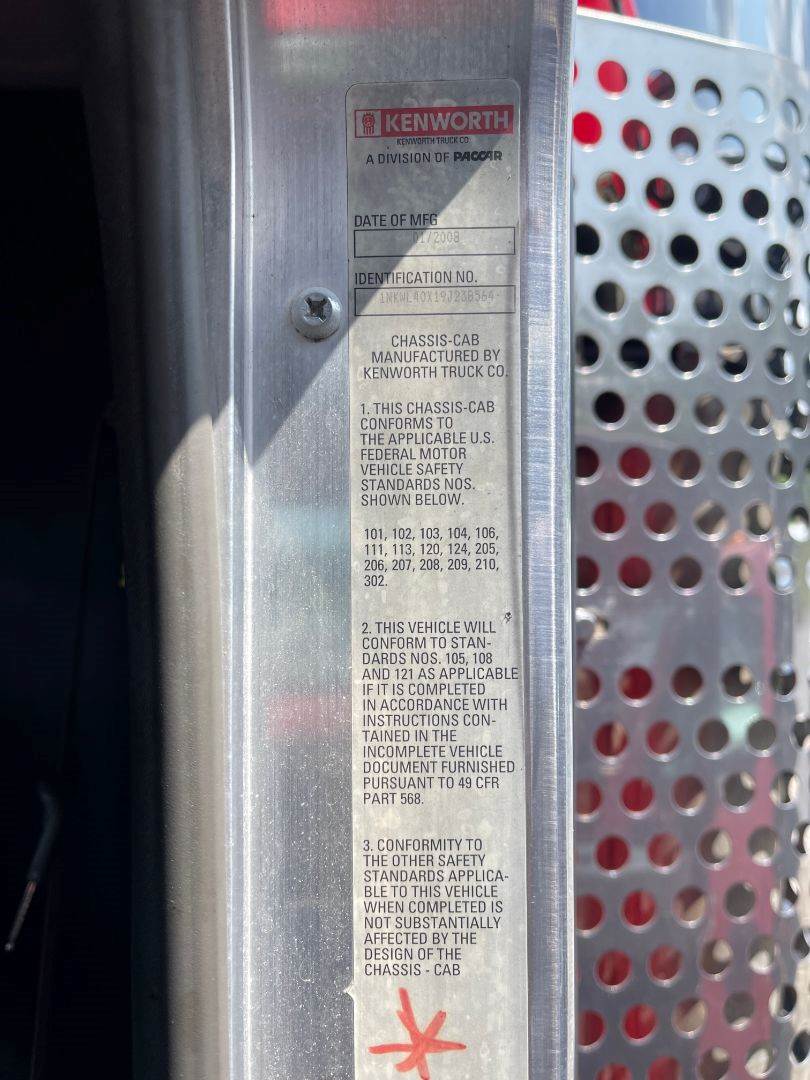 KENWORTH
KENWORTH TRUCK CO.
A DIVISION OF PACCAR
DATE OF MFG
01/2008
IDENTIFICATION NO.
CHASSIS-CAB
MANUFACTURED BY
KENWORTH TRUCK CO.
1. THIS CHASSIS-CAB
CONFORMS TO
THE APPLICABLE U.S.
FEDERAL MOTOR
VEHICLE SAFETY
STANDARDS NOS.
SHOWN BELOW.
101, 102, 103, 104, 106,
111, 113, 120, 124, 205,
206, 207, 208, 209, 210,
302.
2. THIS VEHICLE WILL
CONFORM TO STAN-
DARDS NOS. 105, 108
AND 121 AS APPLICABLE
IF IT IS COMPLETED
IN ACCORDANCE WITH
INSTRUCTIONS CON-
TAINED IN THE
INCOMPLETE VEHICLE
DOCUMENT FURNISHED
PURSUANT TO 49 CFR
PART 568.
3. CONFORMITY TO
THE OTHER SAFETY
STANDARDS APPLICA-
BLE TO THIS VEHICLE
WHEN COMPLETED IS
NOT SUBSTANTIALLY
AFFECTED BY THE
DESIGN OF THE
CHASSIS - CAB